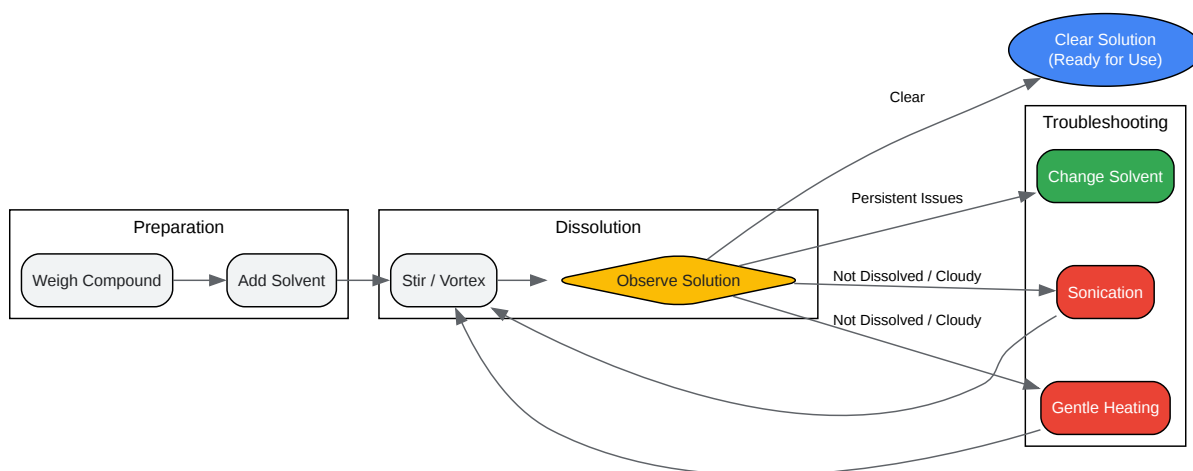 Clear Solution
(Ready for Use)
Clear
Troubleshooting
Change Solvent
Persistent Issues
Preparation
Dissolution
Weigh Compound
Add Solvent
Stir / Vortex
Observe Solution
Not Dissolved / Cloudy
Sonication
Not Dissolved / Cloudy
Gentle Heating